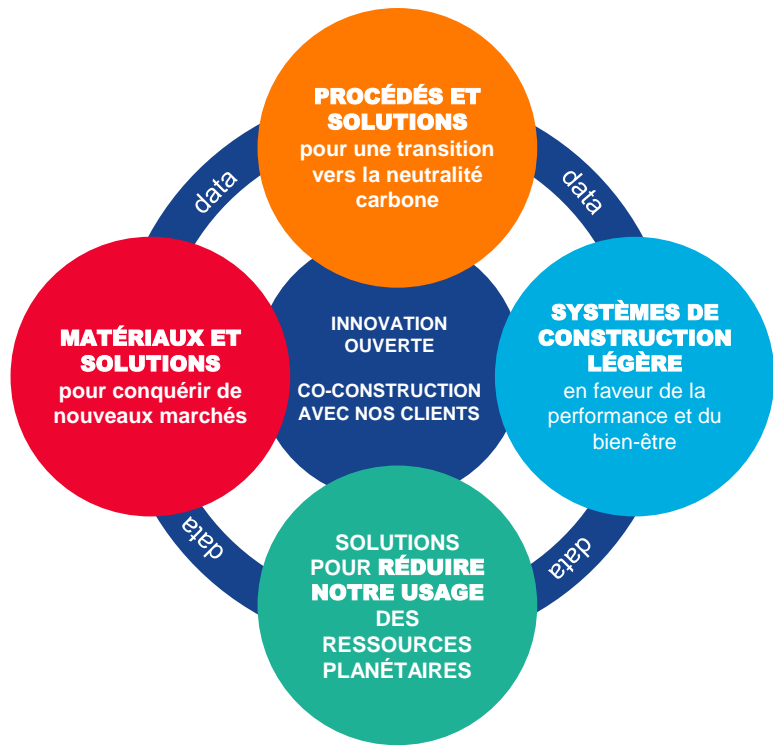 PROCÉDÉS ET
SOLUTIONS
pour une transition
vers la neutralité
carbone
data
data
MATÉRIAUX ET
SOLUTIONS
pour conquérir de
nouveaux marchés
INNOVATION
OUVERTE
CO-CONSTRUCTION
AVEC NOS CLIENTS
SYSTÈMES DE
CONSTRUCTION
LÉGÈRE
en faveur de la
performance et du
bien-être
data
data
SOLUTIONS
POUR RÉDUIRE
NOTRE USAGE
DES
RESSOURCES
PLANÉTAIRES